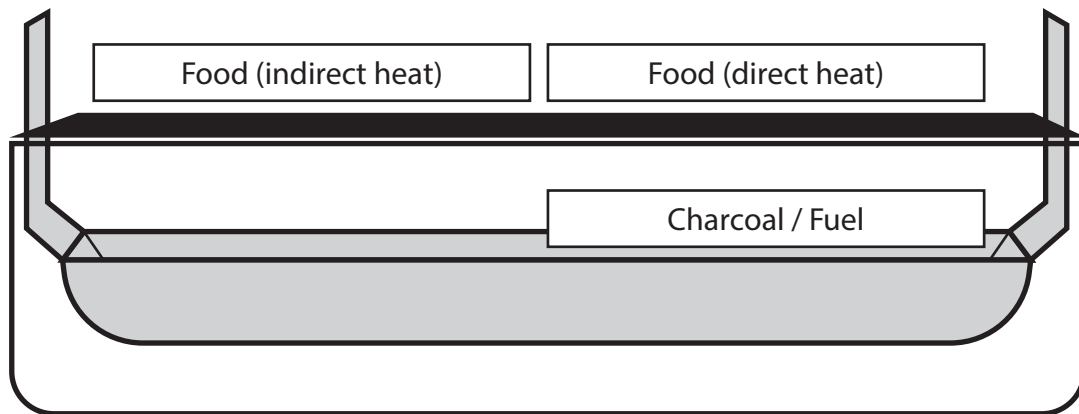 Food (indirect heat)
Food (direct heat)
Charcoal / Fuel